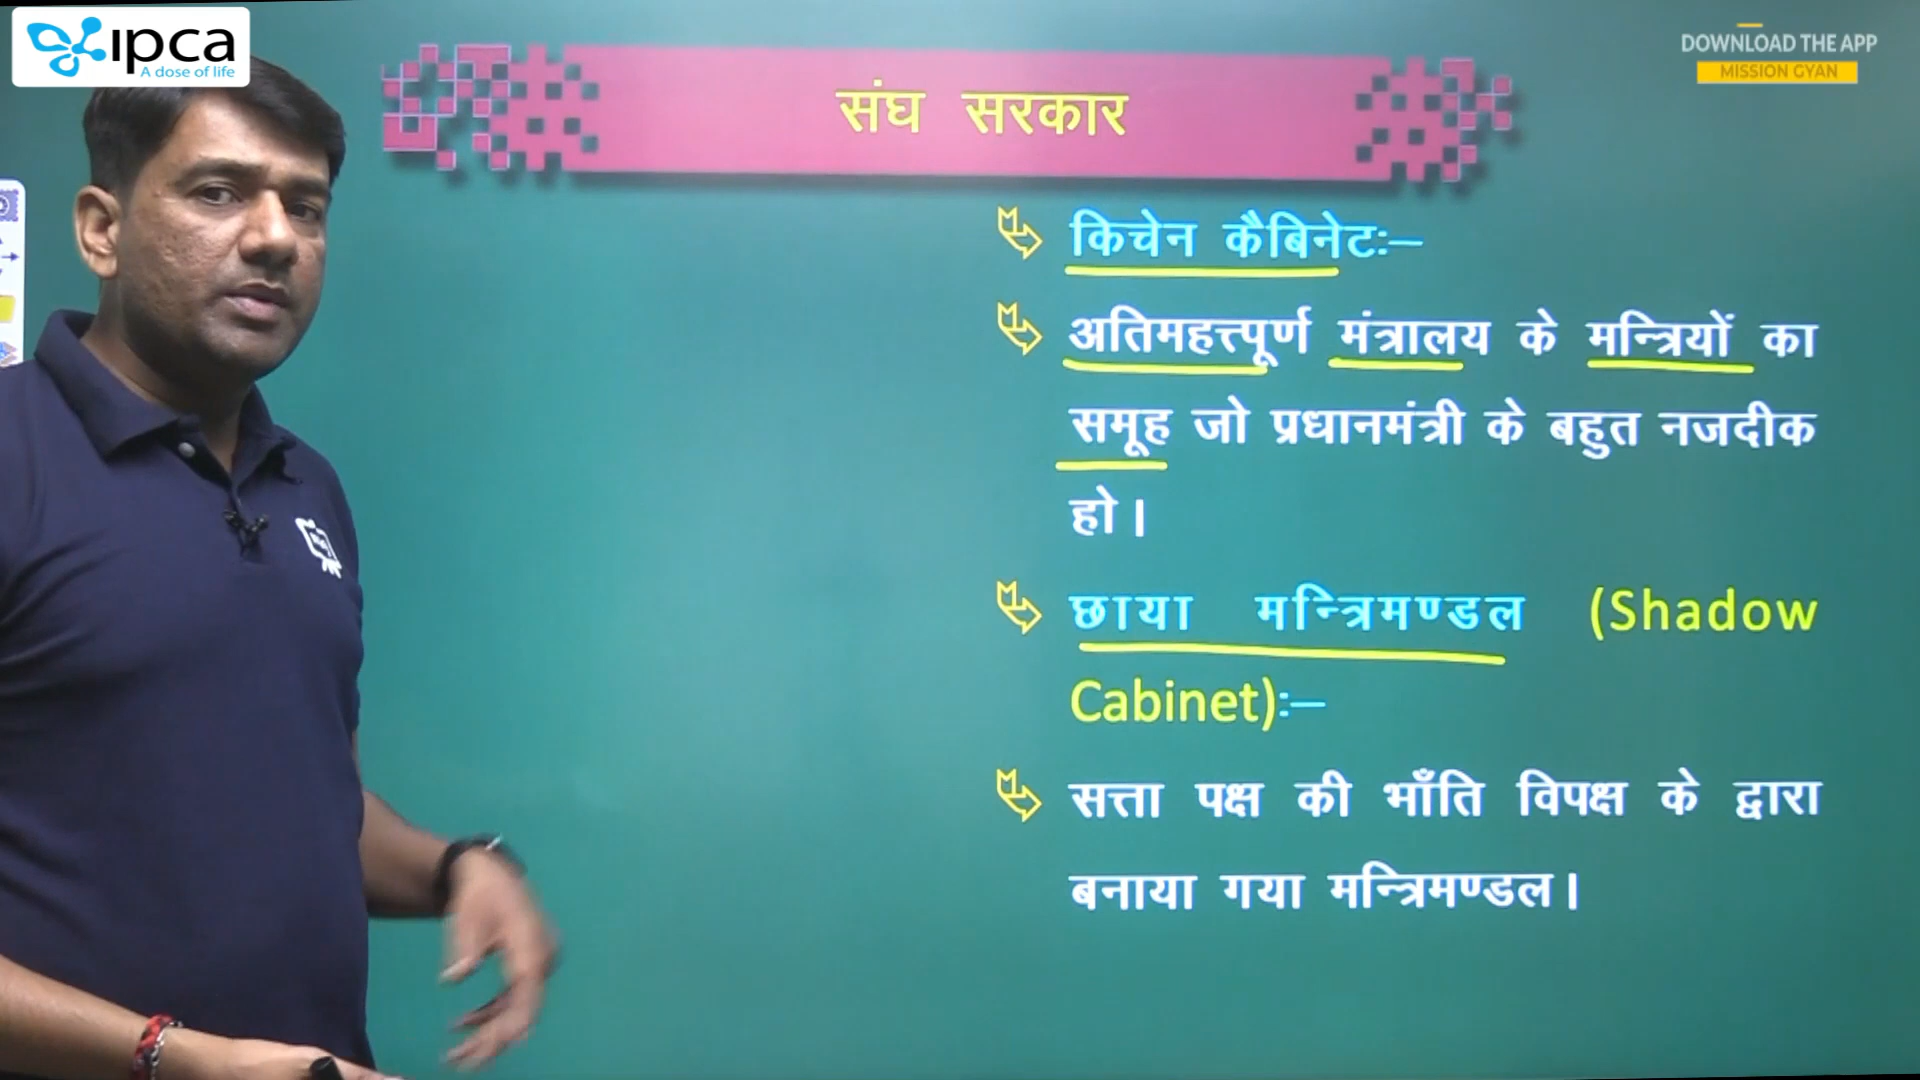 ipca
A dose of life
DOWNLOAD THE APP
MISSION GYAN
संघ सरकार
किचेन कैबिनेटः–
अतिमहत्त्पूर्ण मंत्रालय के मन्त्रियों का
समूह जो प्रधानमंत्री के बहुत नजदीक
हो।
छाया मन्त्रिमण्डल (Shadow
Cabinet):–
सत्ता पक्ष की भाँति विपक्ष के द्वारा
बनाया गया मन्त्रिमण्डल।